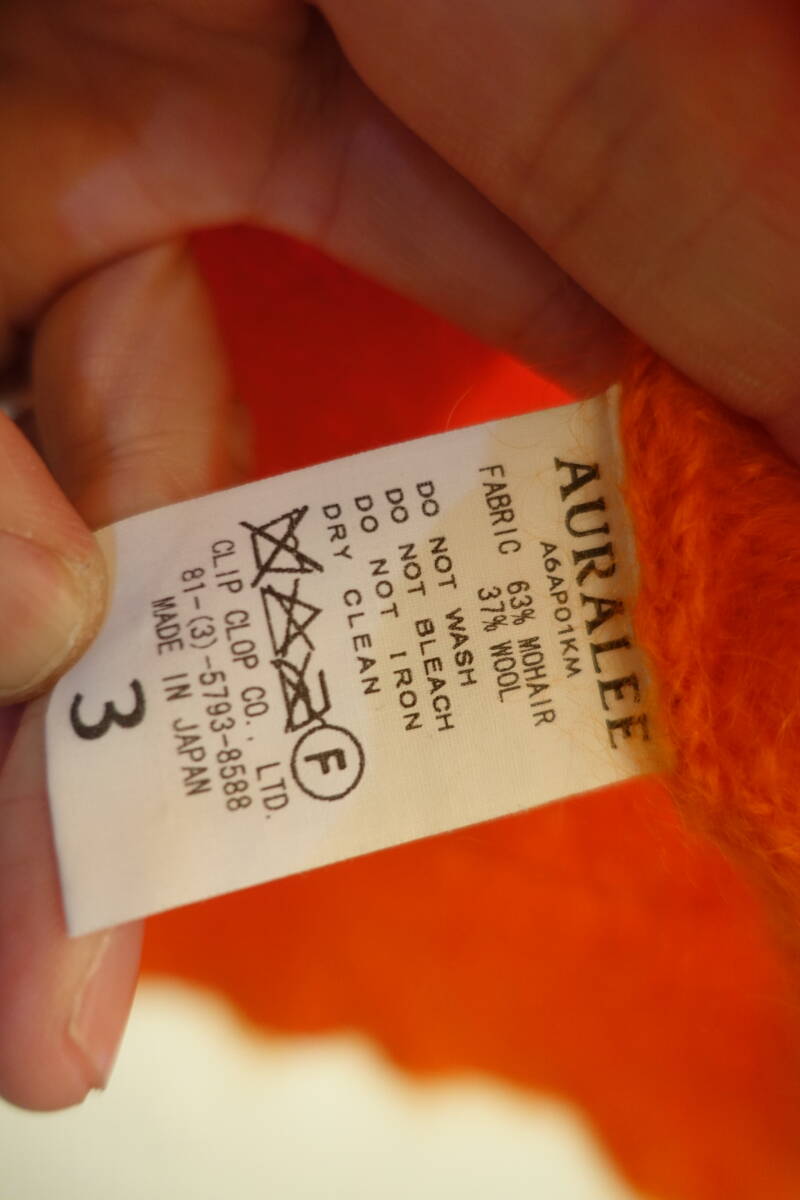 AURALEE
A6AP01KM
FABRIC 63% MOHAIR
37% WOOL
DO NOT WASH
DO NOT BLEACH
DO NOT IRON
DRY CLEAN
F
CLIP CLOP CO., LTD.
81-(3)-5793-8588
MADE IN JAPAN
3